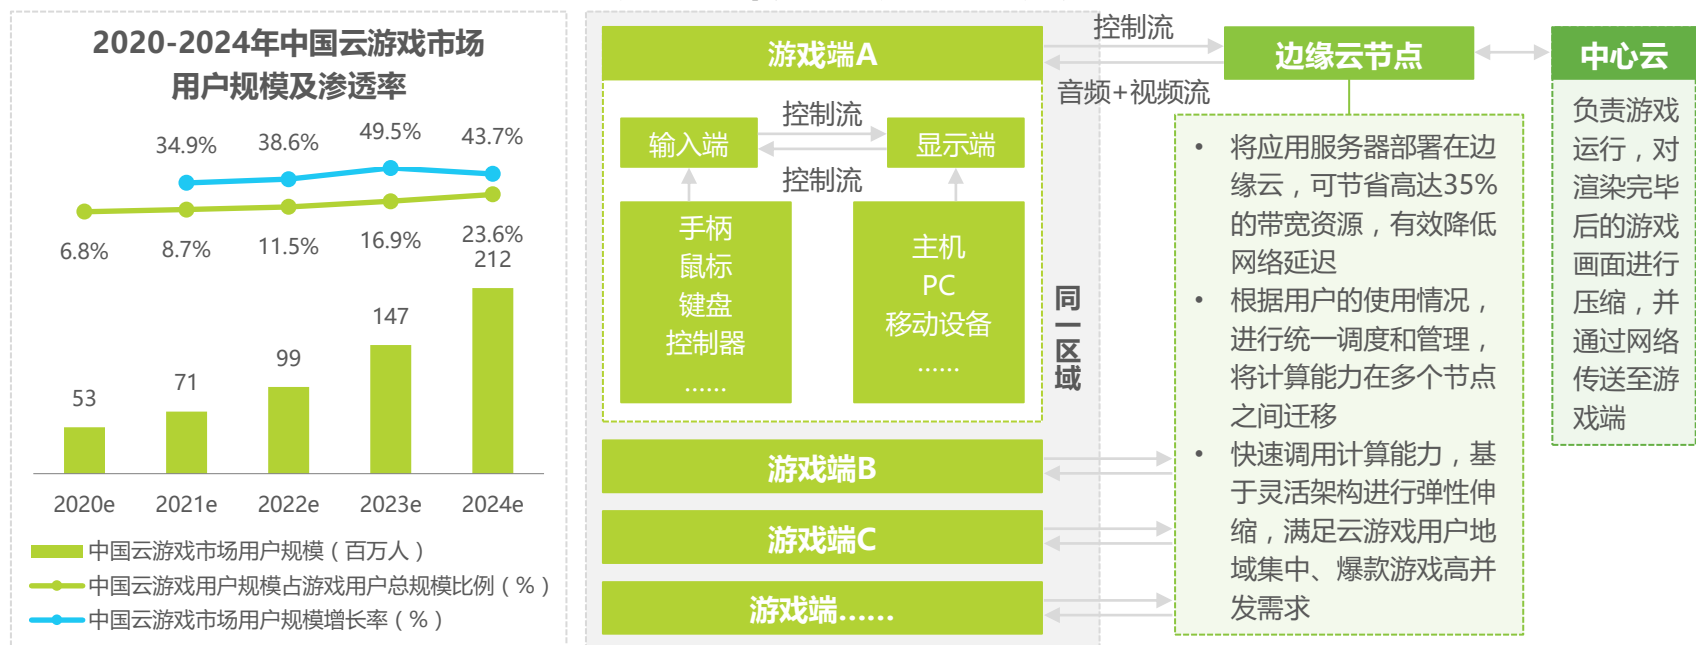 2020-2024年中国云游戏市场
用户规模及渗透率
34.9%
38.6%
49.5%
43.7%
6.8%
8.7%
11.5%
16.9%
23.6%
53
71
99
147
212
2020e
2021e
2022e
2023e
2024e
中国云游戏市场用户规模（百万人）
中国云游戏用户规模占游戏用户总规模比例（%）
中国云游戏市场用户规模增长率（%）
游戏端A
控制流
输入端
显示端
控制流
手柄
鼠标
键盘
控制器
......
主机
PC
移动设备
......
同一区域
游戏端B
游戏端C
游戏端......
控制流
音频+视频流
边缘云节点
• 将应用服务器部署在边
缘云，可节省高达35%
的带宽资源，有效降低
网络延迟
• 根据用户的使用情况，
进行统一调度和管理，
将计算能力在多个节点
之间迁移
• 快速调用计算能力，基
于灵活架构进行弹性伸
缩，满足云游戏用户地
域集中、爆款游戏高并
发需求
中心云
负责游戏
运行，对
渲染完毕
后的游戏
画面进行
压缩，并
通过网络
传送至游
戏端